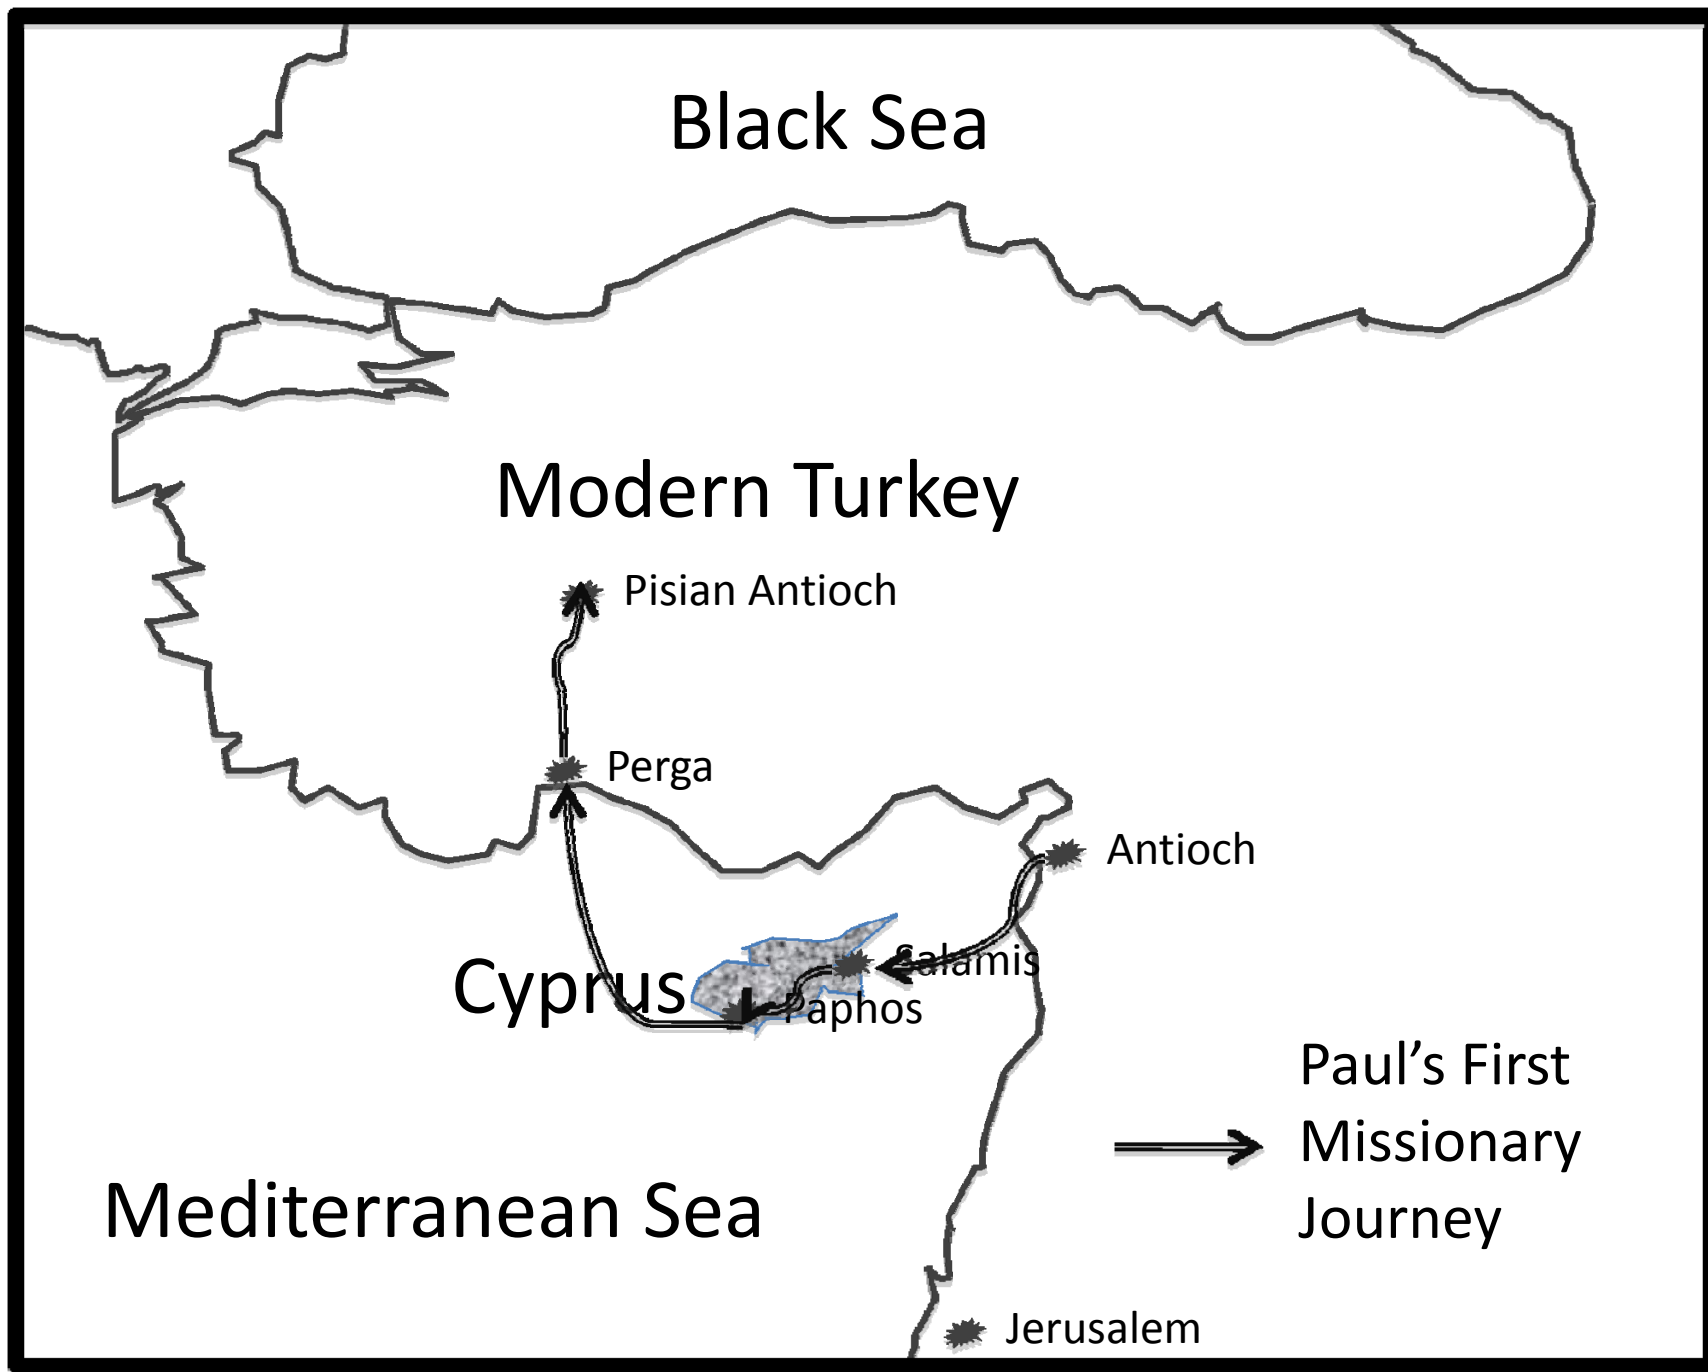 Black Sea
Modern Turkey
Pisian Antioch
Perga
Antioch
Salamis
Cyprus
Paphos
Paul’s First
Missionary
Journey
Mediterranean Sea
Jerusalem